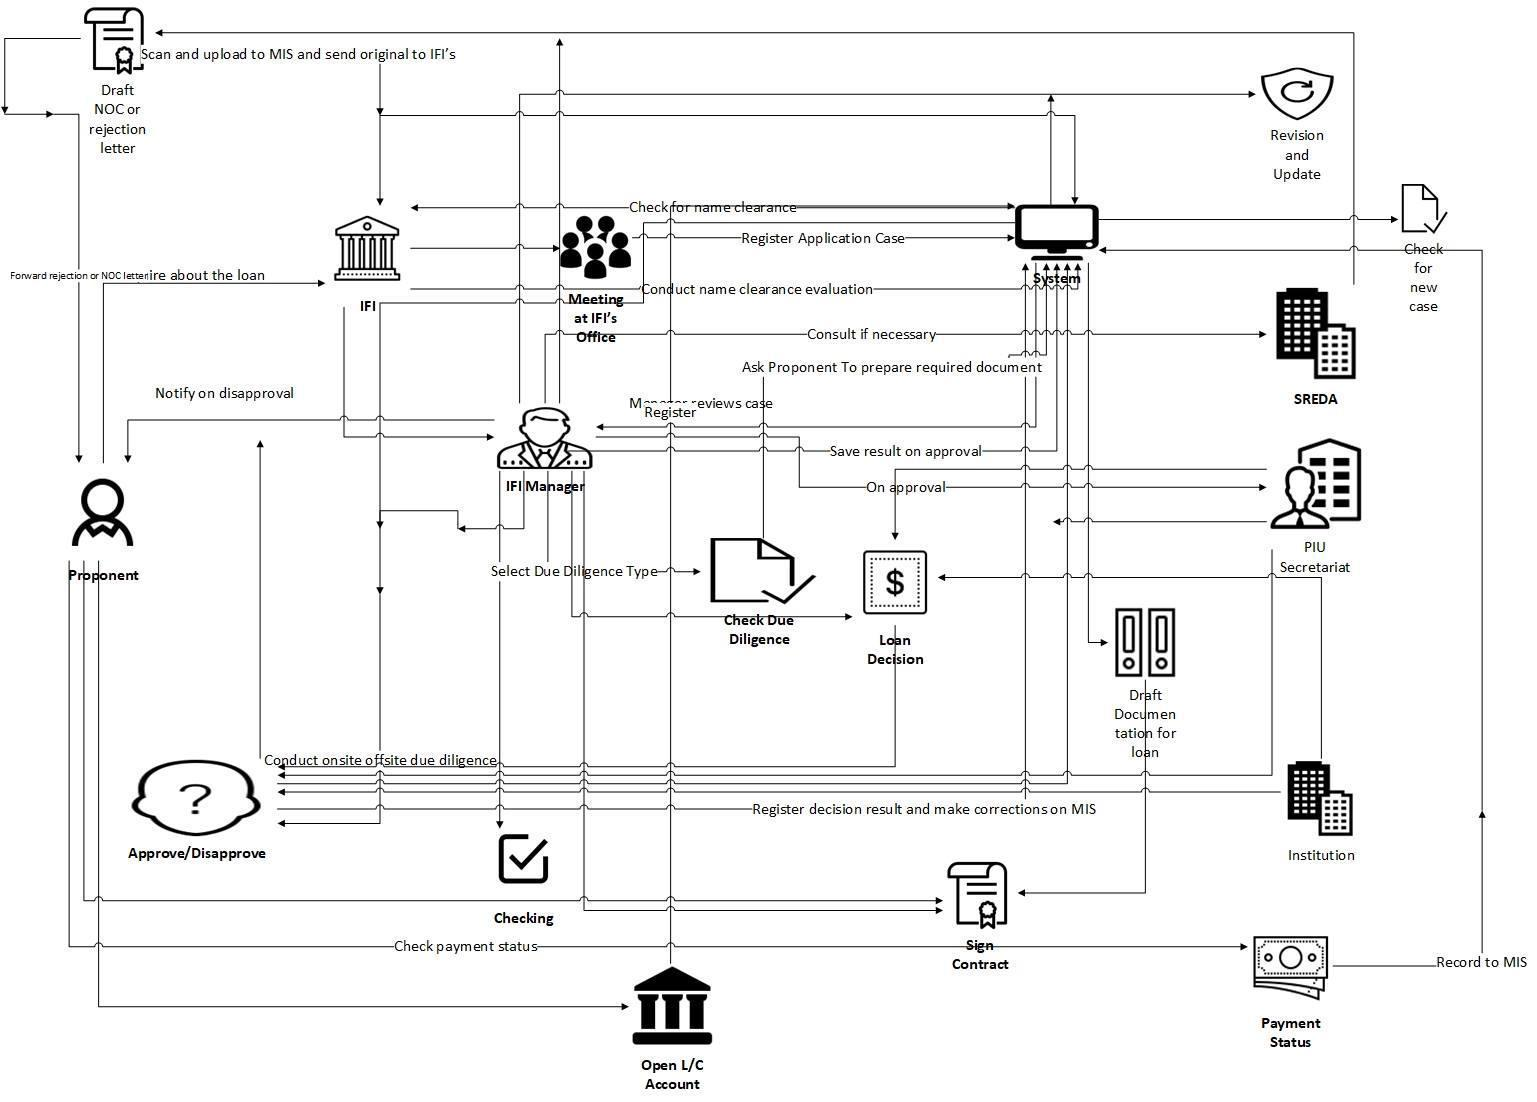 Scan and upload to MIS and send original to IFI's
Draft
NOC or
rejection
letter
Revision
and
Update
Check for name clearance
Register Application Case
Check
for
new
case
System
Forward rejection or NOC letter
ire about the loan
IFI
Conduct name clearance evaluation
Meeting
at IFI's
Office
Consult if necessary
Ask Proponent To prepare required document
SREDA
Notify on disapproval
reviews case
Register
Save result on approval
On approval
IFI Manager
PIU
Secretariat
Proponent
Select Due Diligence Type
Check Due
Diligence
Loan
Decision
Draft
Documen
tation for
loan
Conduct onsite offsite due diligence
Register decision result and make corrections on MIS
Approve/Disapprove
Institution
Checking
Check payment status
Sign
Contract
Record to MIS
Payment
Status
Open L/C
Account